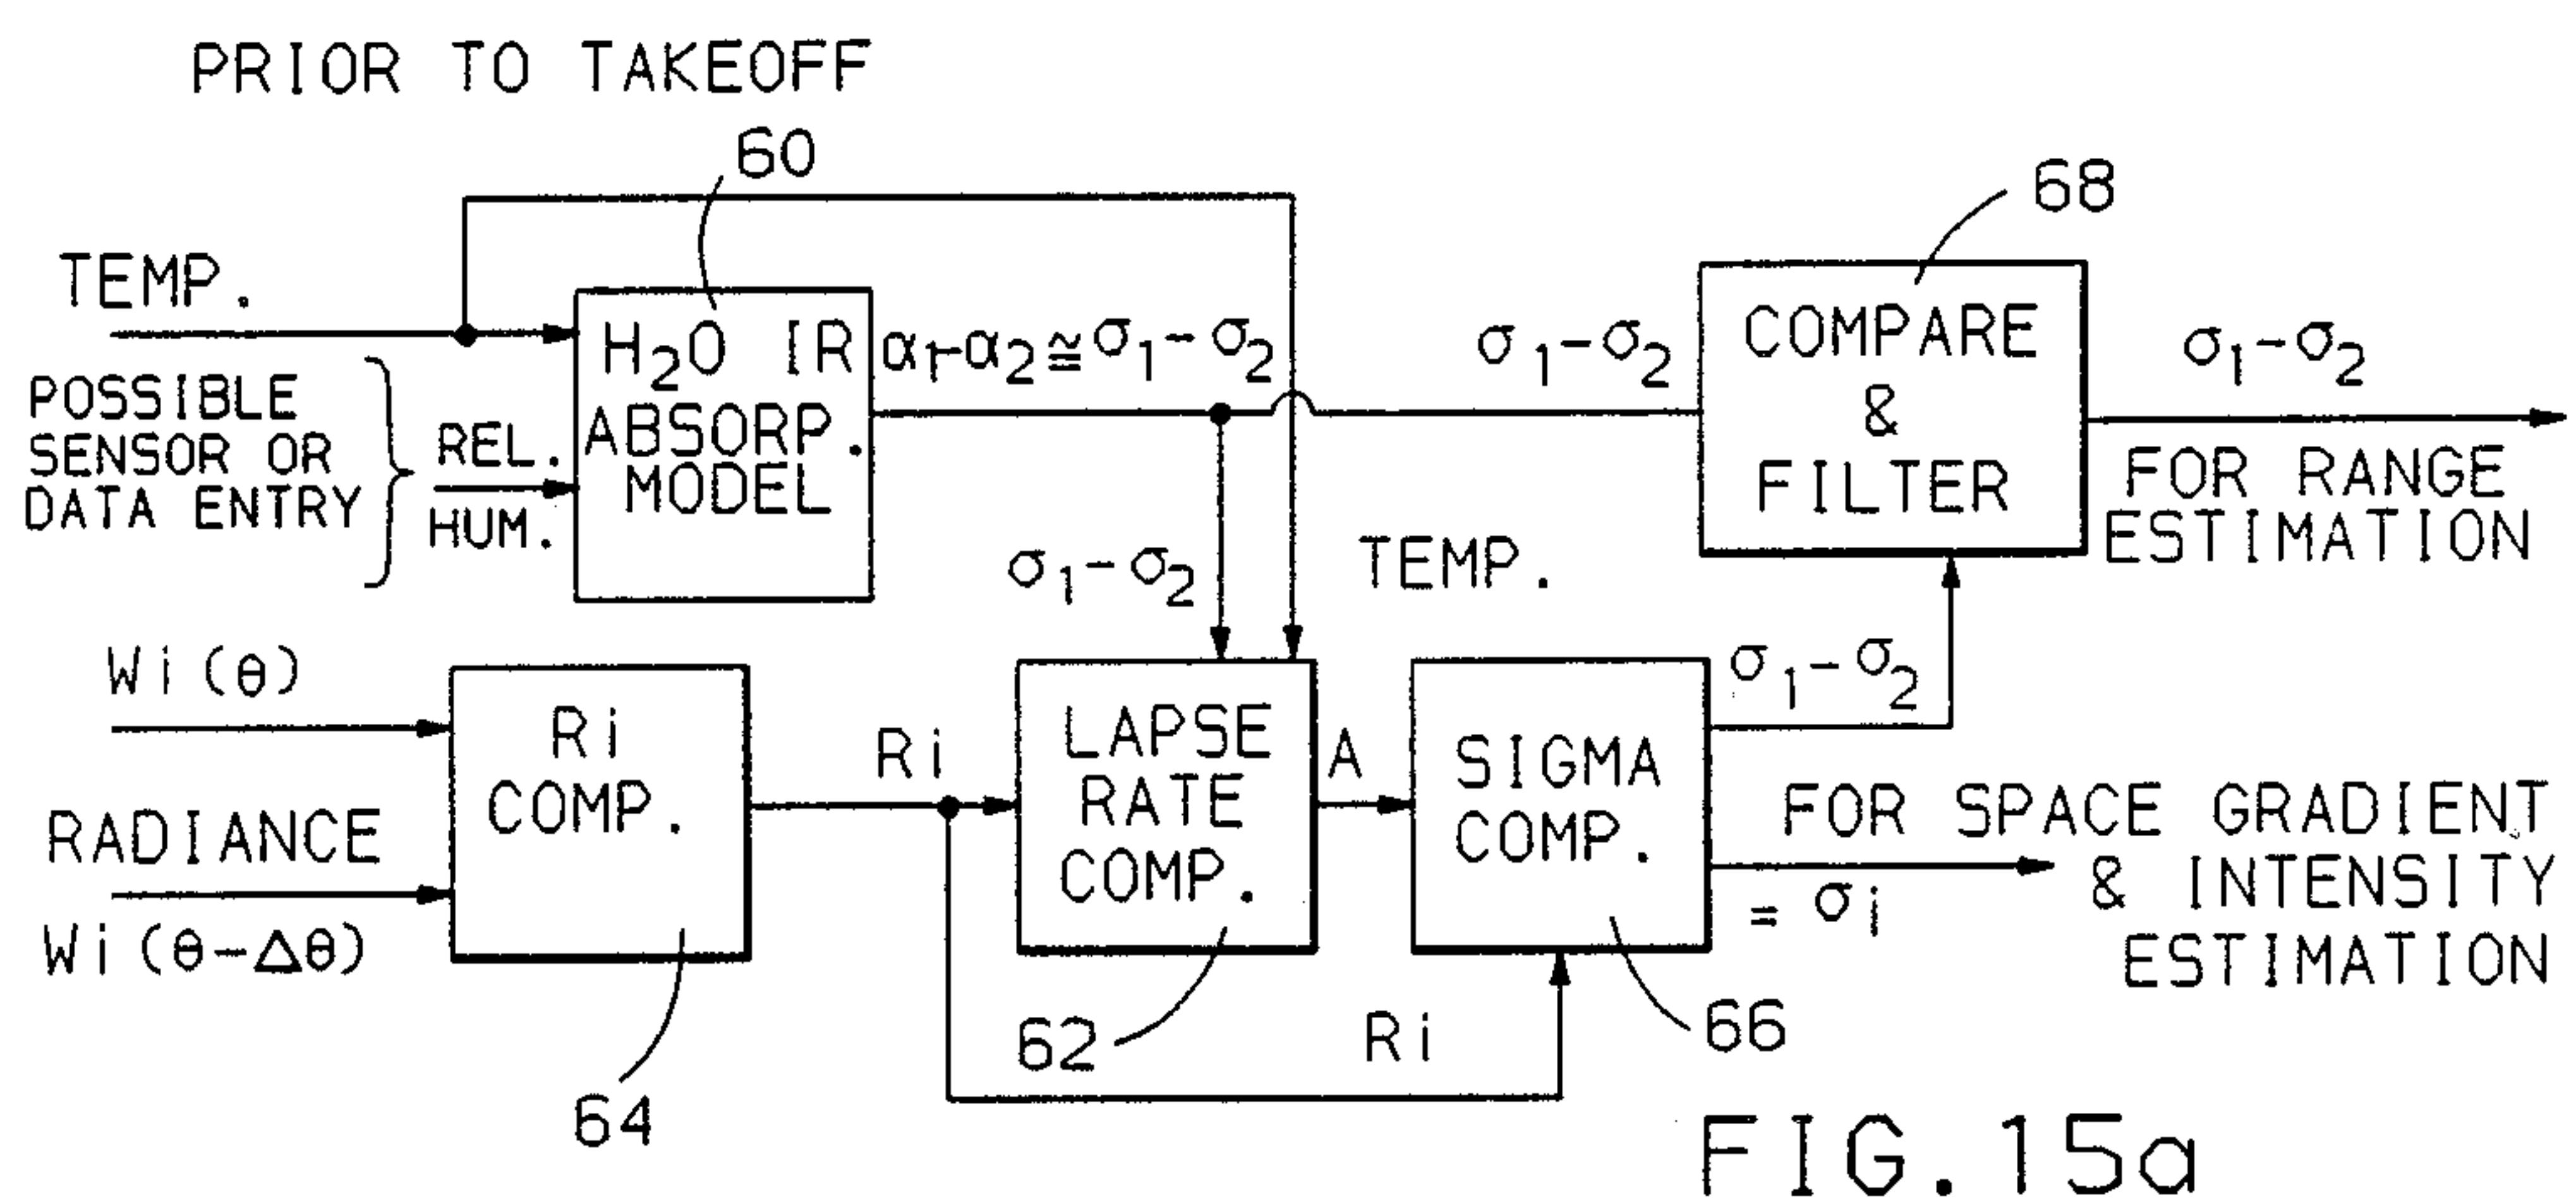 PRIOR TO TAKEOFF
60
68
TEMP.
H₂O IR
ABSORP.
MODEL
α₁-α₂≅σ₁-σ₂
σ₁-σ₂
COMPARE
&
FILTER
σ₁-σ₂
FOR RANGE
ESTIMATION
POSSIBLE
SENSOR OR
DATA ENTRY
REL.
HUM.
σ₁-σ₂
TEMP.
Wi(θ)
RADIANCE
Wi(θ-Δθ)
Ri
COMP.
Ri
LAPSE
RATE
COMP.
A
SIGMA
COMP.
σ₁-σ₂
FOR SPACE GRADIENT
& INTENSITY
ESTIMATION
= σi
64
62
Ri
66
FIG.15a